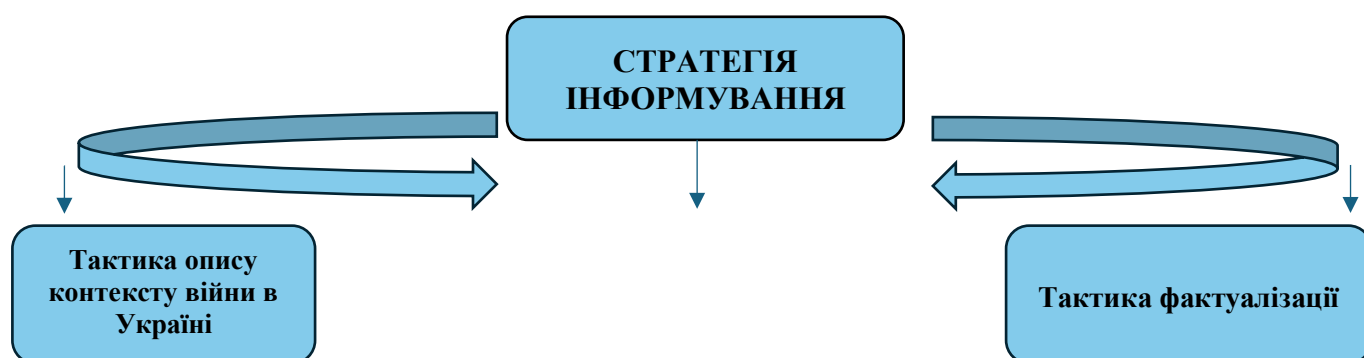 СТРАТЕГІЯ
ІНФОРМУВАННЯ
Тактика опису
контексту війни в
Україні
Тактика фактуалізації